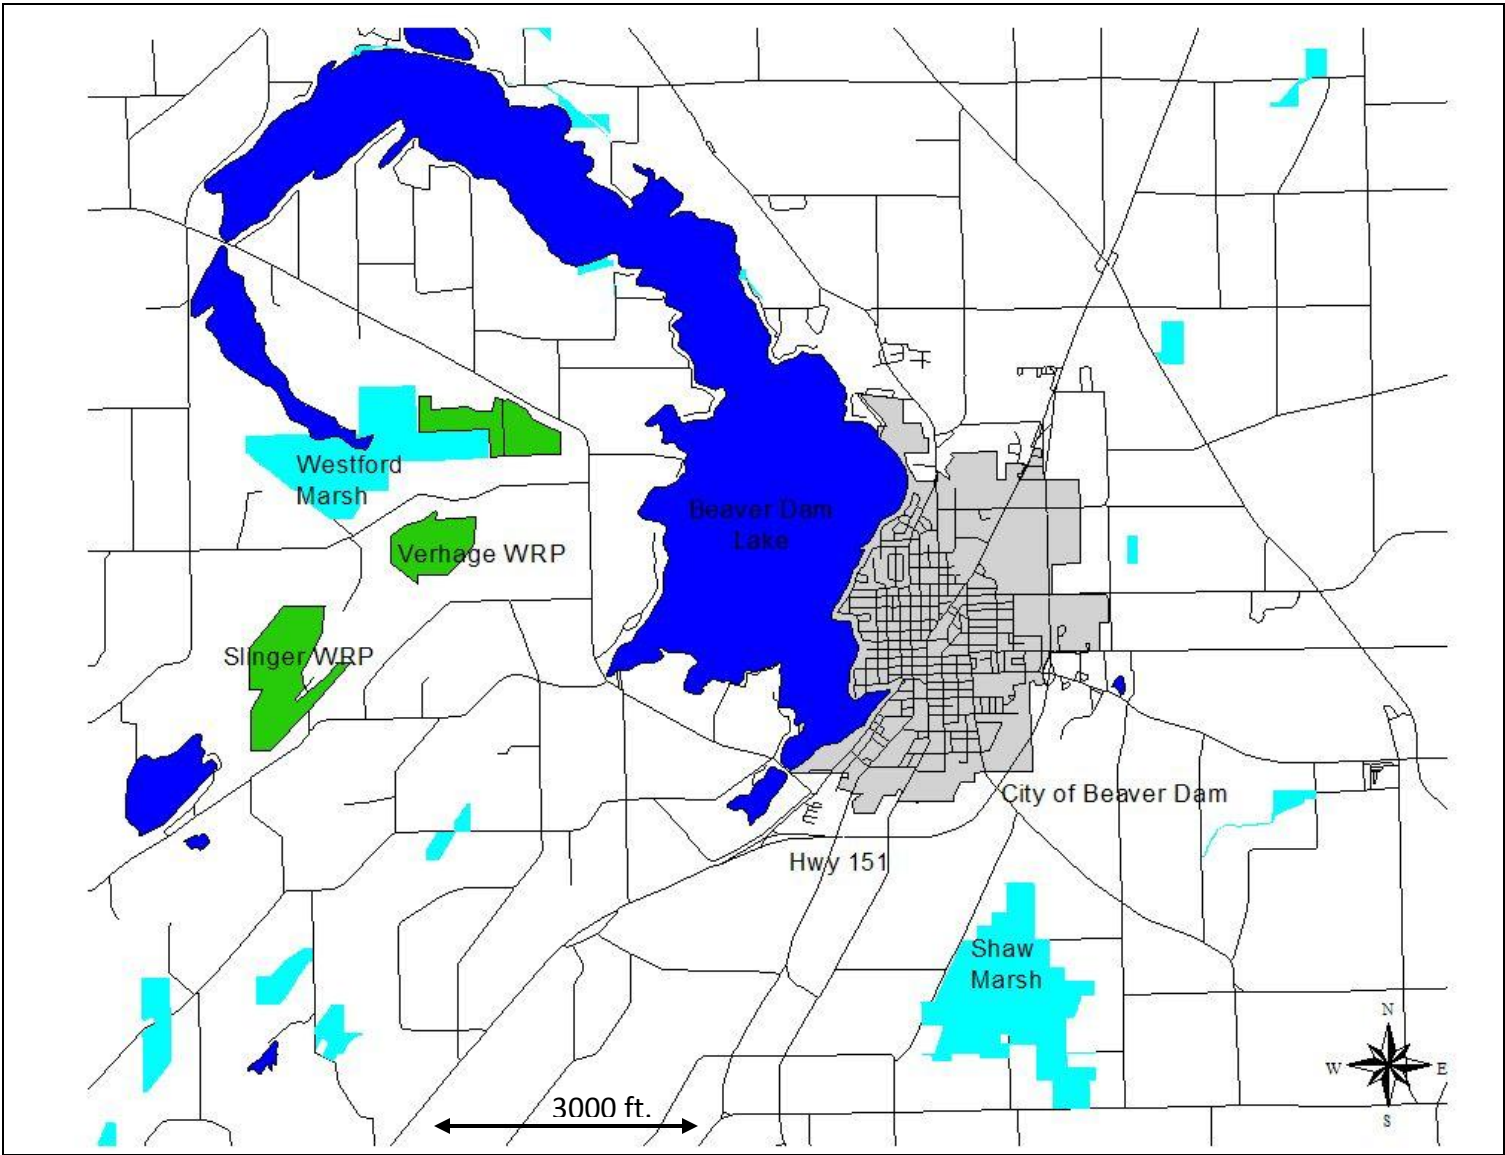 Westford
Marsh
Beaver Dam
Lake
Verhage WRP
Slinger WRP
City of Beaver Dam
Hwy 151
Shaw
Marsh
N
W E
S
3000 ft.